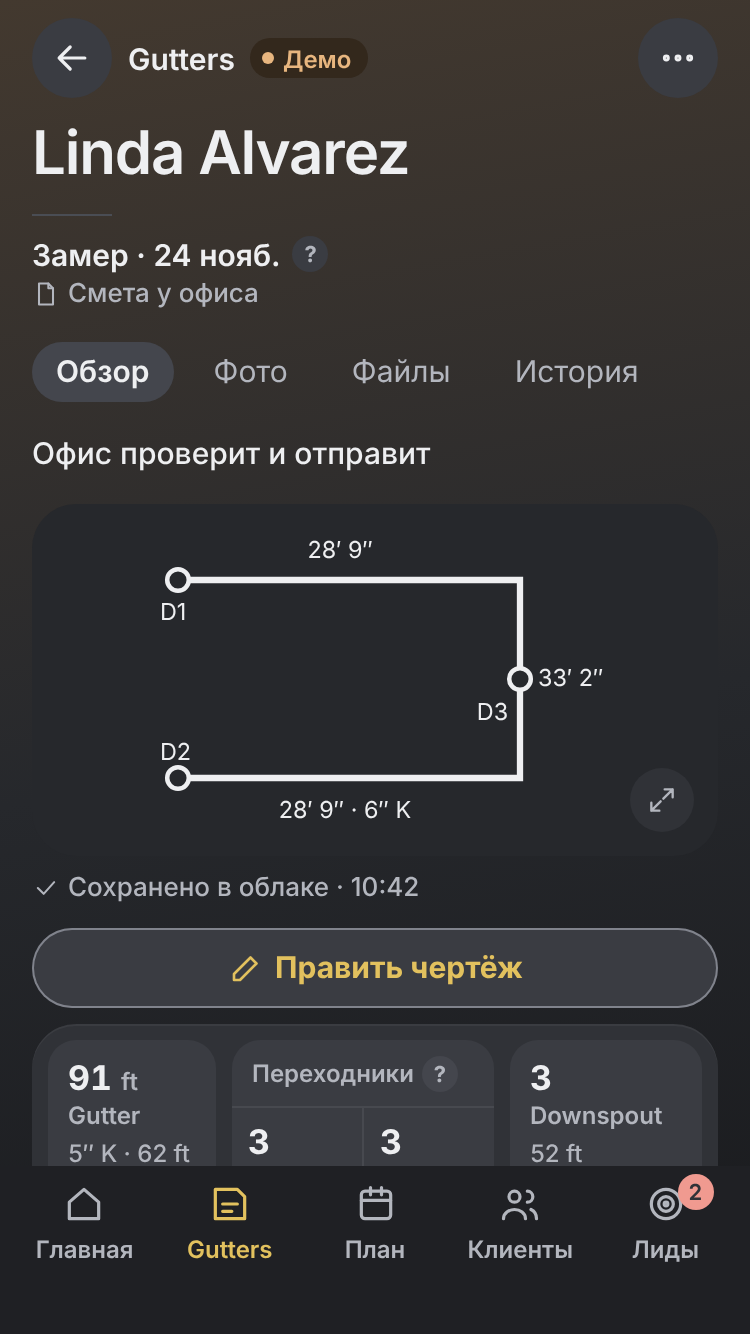 Gutters
Демо
Linda Alvarez
Замер · 24 нояб. ?
Смета у офиса
Обзор Фото Файлы История
Офис проверит и отправит
28′ 9″
D1
33′ 2″
D3
D2
28′ 9″ · 6″ K
Сохранено в облаке · 10:42
Править чертёж
91 ft
Gutter
5″ K · 62 ft
Переходники ?
3 3
3
Downspout
52 ft
2
Главная Gutters План Клиенты Лиды